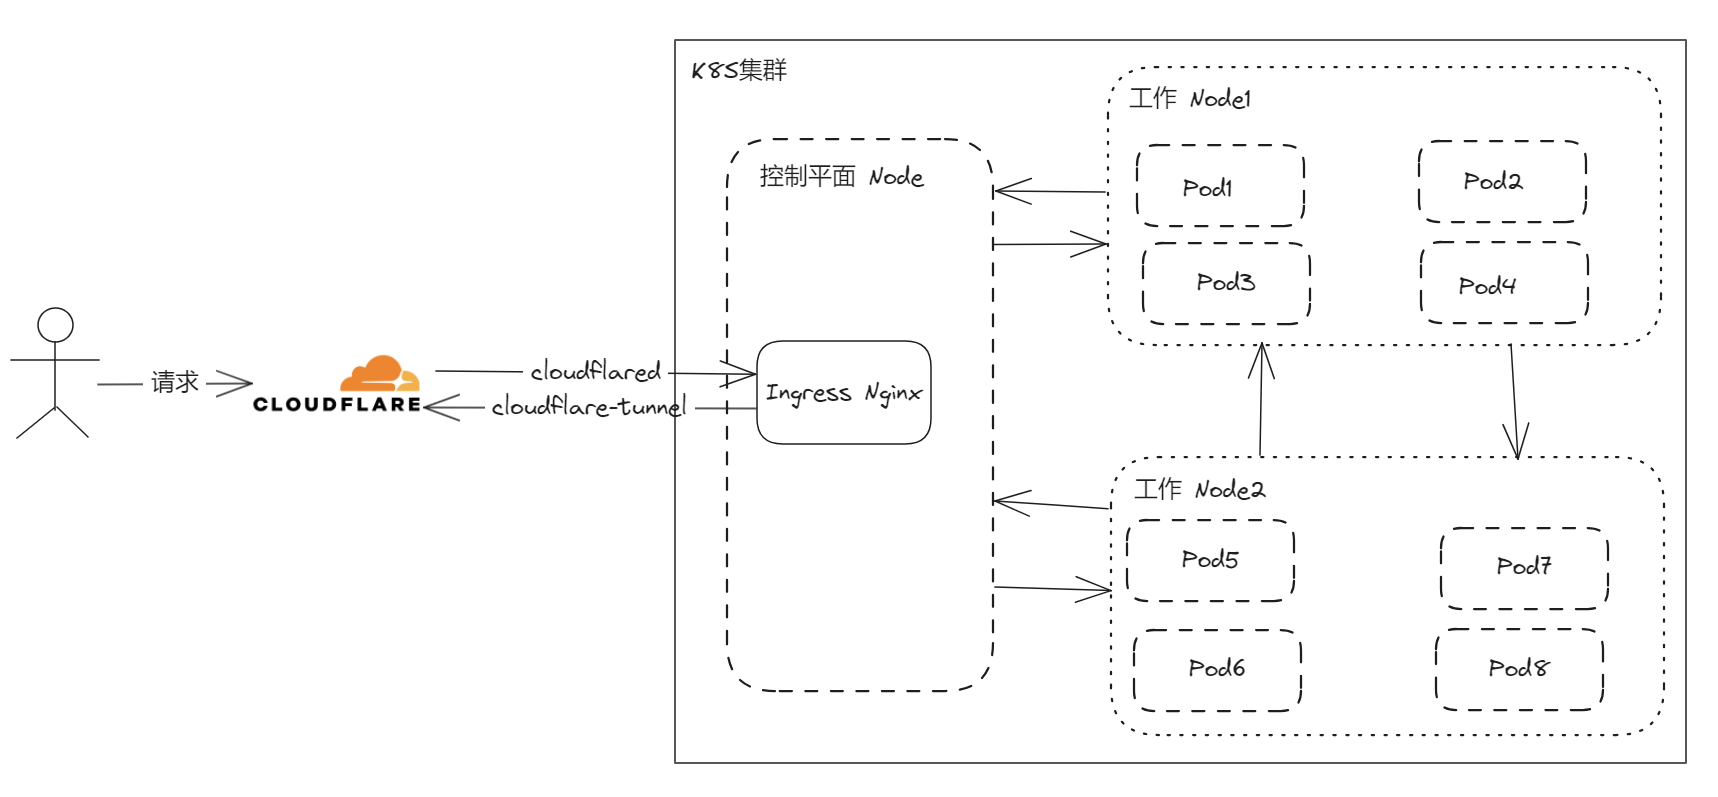 K8S集群
工作 Node1
控制平面 Node
Pod1
Pod2
Pod3
Pod4
请求
CLOUDFLARE
cloudflared
cloudflare-tunnel
Ingress Nginx
工作 Node2
Pod5
Pod7
Pod6
Pod8